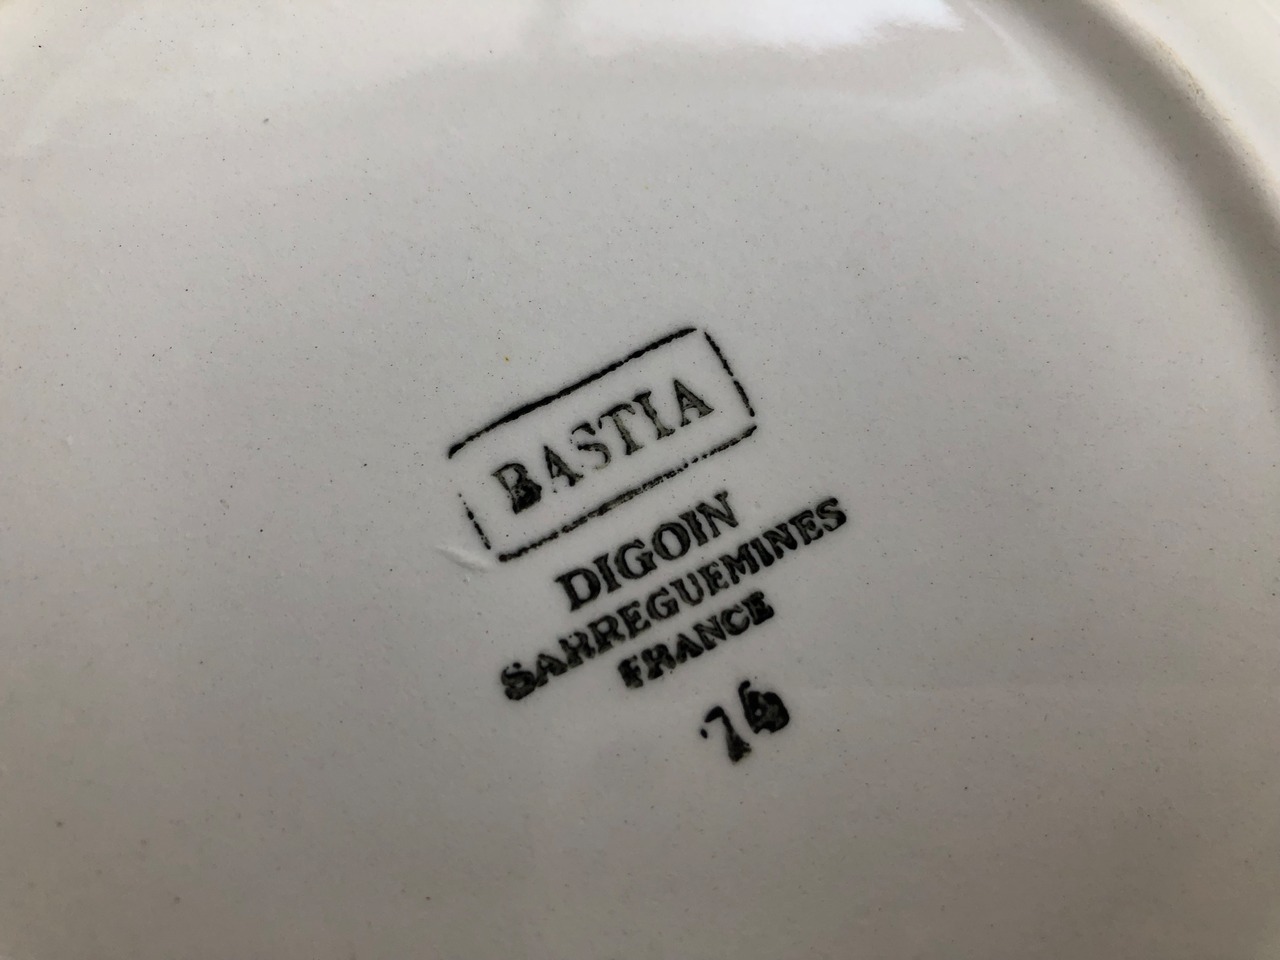 BASTIA
DIGOIN
SARREGUEMINES
FRANCE
76